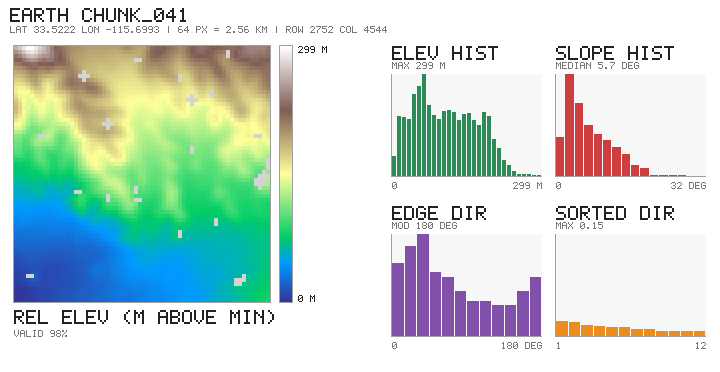 EARTH CHUNK_041
LAT 33.5222 LON -115.6993 | 64 PX = 2.56 KM | ROW 2752 COL 4544
299 M
0 M
REL ELEV (M ABOVE MIN)
VALID 98%
ELEV HIST
MAX 299 M
0 299 M
SLOPE HIST
MEDIAN 5.7 DEG
0 32 DEG
EDGE DIR
MOD 180 DEG
0 180 DEG
SORTED DIR
MAX 0.15
1 12